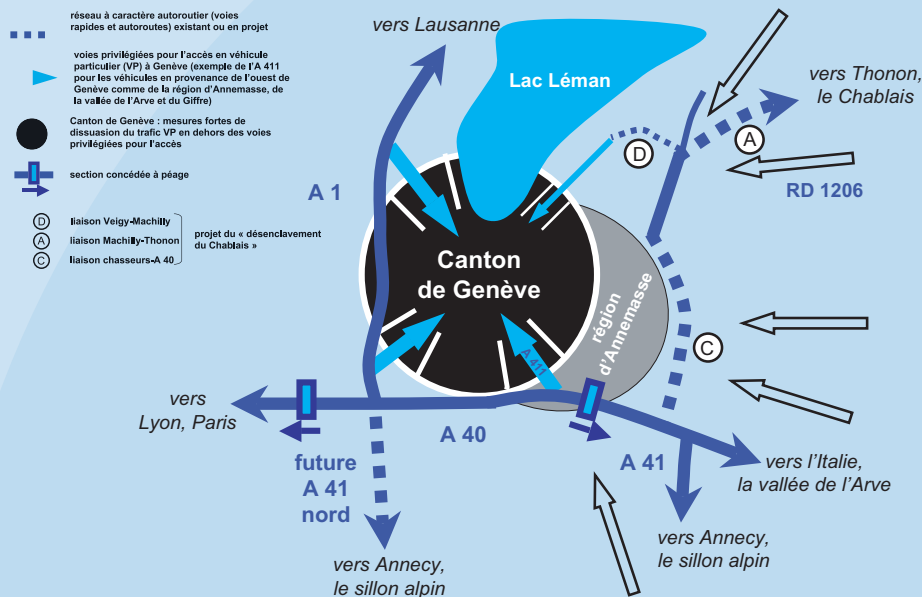 réseau à caractère autoroutier (voies
rapides et autoroutes) existant ou en projet
voies privilégiées pour l'accès en véhicule
particulier (VP) à Genève (exemple de l'A 411
pour les véhicules en provenance de l'ouest de
Genève comme de la région d'Annemasse, de
la vallée de l'Arve et du Giffre)
Canton de Genève : mesures fortes de
dissuasion du trafic VP en dehors des voies
privilégiées pour l'accès
section concédée à péage
D liaison Veigy-Machilly
A liaison Machilly-Thonon
C liaison chasseurs-A 40
projet du « désenclavement
du Chablais »
vers Lausanne
Lac Léman
vers Thonon,
le Chablais
D
A
RD 1206
A 1
Canton
de Genève
région
d'Annemasse
C
A 411
vers
Lyon, Paris
A 40
A 41
future
A 41
nord
vers l'Italie,
la vallée de l'Arve
vers Annecy,
le sillon alpin
vers Annecy,
le sillon alpin